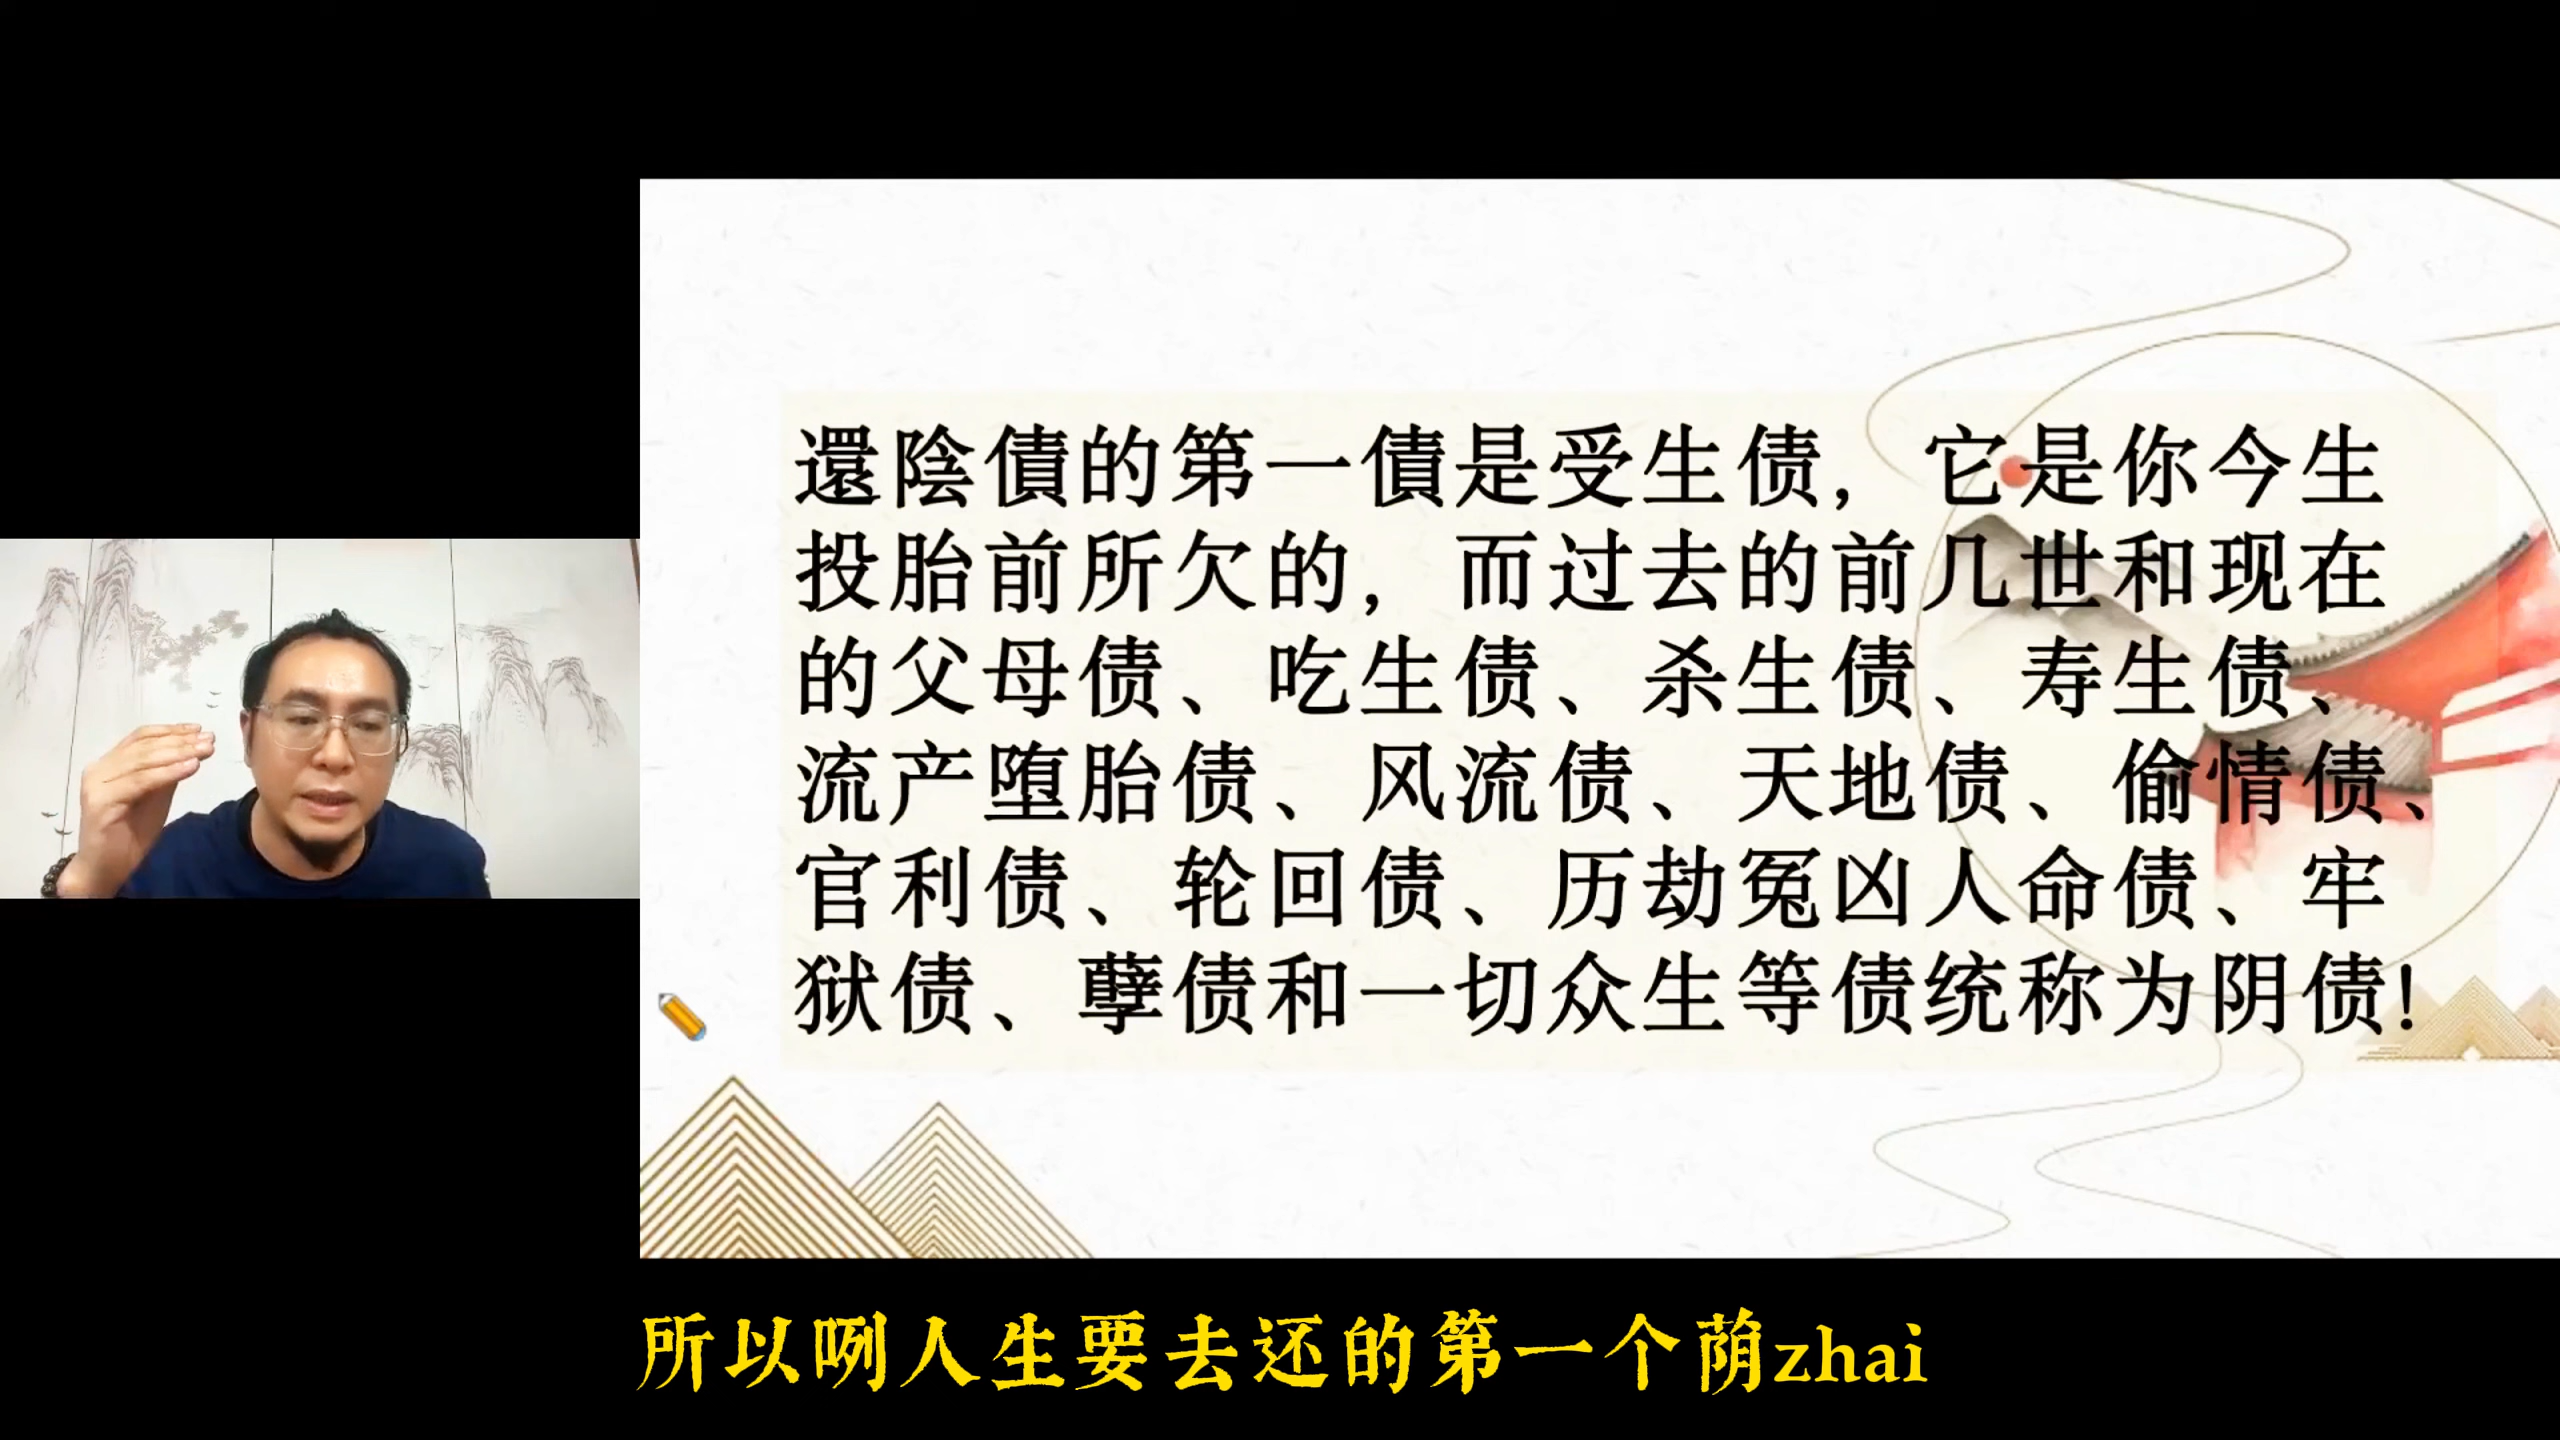 還陰債的第一債是受生债，它是你今生
投胎前所欠的，而过去的前几世和现在
的父母债、吃生债、杀生债、寿生债、
流产堕胎债、风流债、天地债、偷情债、
官利债、轮回债、历劫冤凶人命债、牢
狱债、孽债和一切众生等债统称为阴债!
所以咧人生要去还的第一个荫zhai